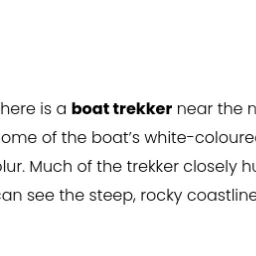 here is a boat trekker near the n
ome of the boat's white-coloure
lur. Much of the trekker closely hu
an see the steep, rocky coastline